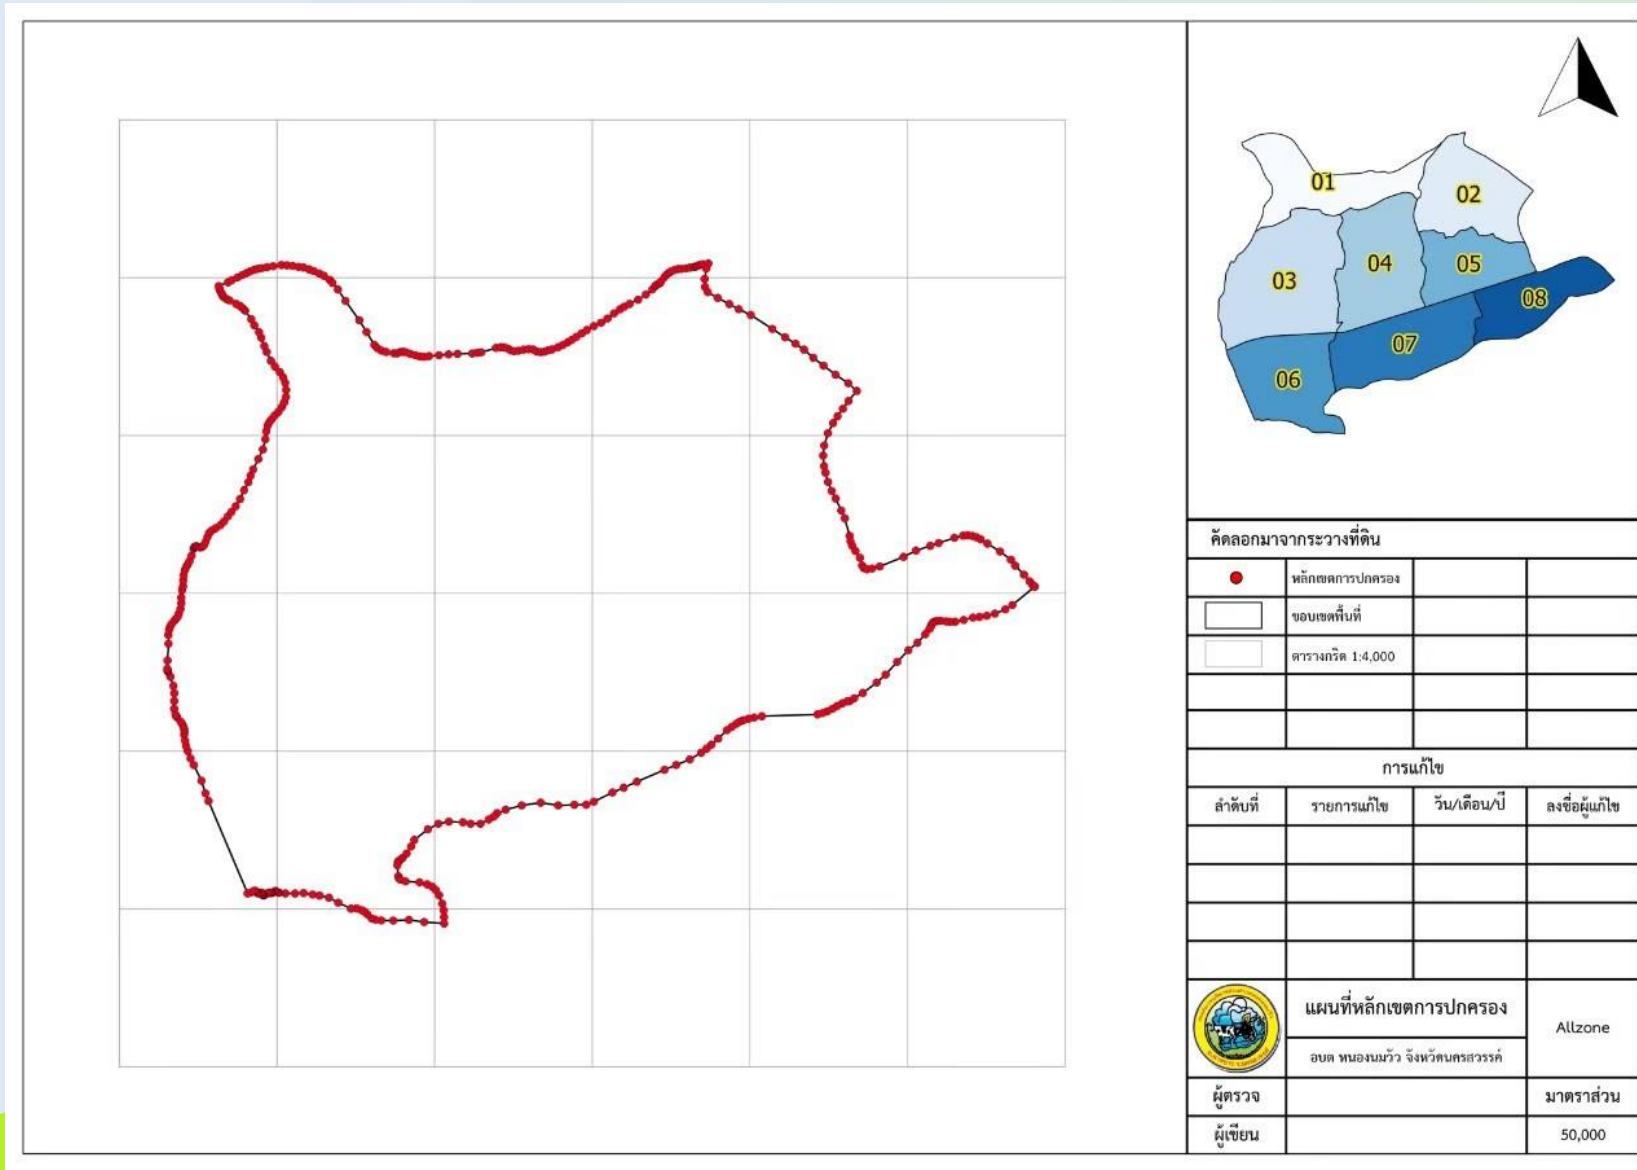 01
02
03
04
05
08
07
06
คัดลอกมาจากระวางที่ดิน
หลักเขตการปกครอง
ขอบเขตพื้นที่
ตารางกริด 1:4,000
การแก้ไข
ลำดับที่ รายการแก้ไข วัน/เดือน/ปี ลงชื่อผู้แก้ไข
แผนที่หลักเขตการปกครอง
Allzone
อบต หนองนมวัว จังหวัดนครสวรรค์
ผู้ตรวจ มาตราส่วน
ผู้เขียน 50,000